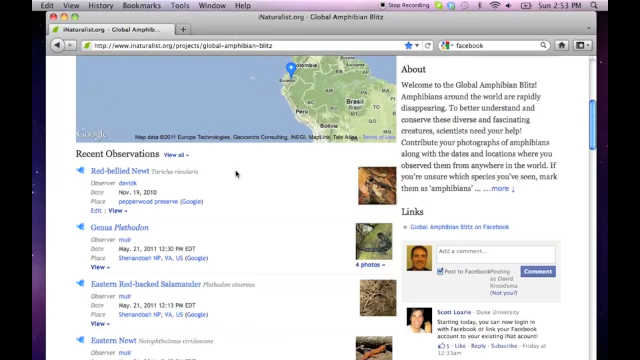 Edit View History Bookmarks Tools Window Help
Stop Recording
Sun 2:53 PM
iNaturalist.org · Global Amphibian Blitz
iNaturalist.org · Global Amphib...
http://www.inaturalist.org/projects/global-amphibian-blitz
facebook
Colombia
Ecuador
Peru
Brazil
Bolivia
Google
Map data ©2011 Europa Technologies, Geocentre Consulting, INEGI, MapLink, Tele Atlas - Terms of Use
Recent Observations View all »
Red-bellied Newt Taricha rivularis
Observer davidk
Date Nov. 19, 2010
Place pepperwood preserve (Google)
Edit | View »
Genus Plethodon
Observer muir
Date May. 21, 2011 12:30 PM EDT
Place Shenandoah NP, VA, US (Google)
View »
4 photos »
Eastern Red-backed Salamander Plethodon cinereus
Observer muir
Date May. 21, 2011 12:13 PM EDT
Place Shenandoah NP, VA, US (Google)
View »
Eastern Newt Notophthalmus viridescens
Observer muir
About
Welcome to the Global Amphibian Blitz!
Amphibians around the world are rapidly
disappearing. To better understand and
conserve these diverse and fascinating
creatures, scientists need your help!
Contribute your photographs of amphibians
along with the dates and locations where you
observed them from anywhere in the world. If
you're unsure which species you've seen, mark
them as 'amphibians' ...more ↓
Links
Global Amphibian Blitz on Facebook
Add a comment...
Post to Facebook
Posting as David Kroodsma
(Not you?)
Comment
Scott Loarie · Duke University
Starting today, you can now login
with Facebook or link your Facebook
account to your existing iNat account!
5 · Like · Reply · Subscribe · Friday at
12:33am